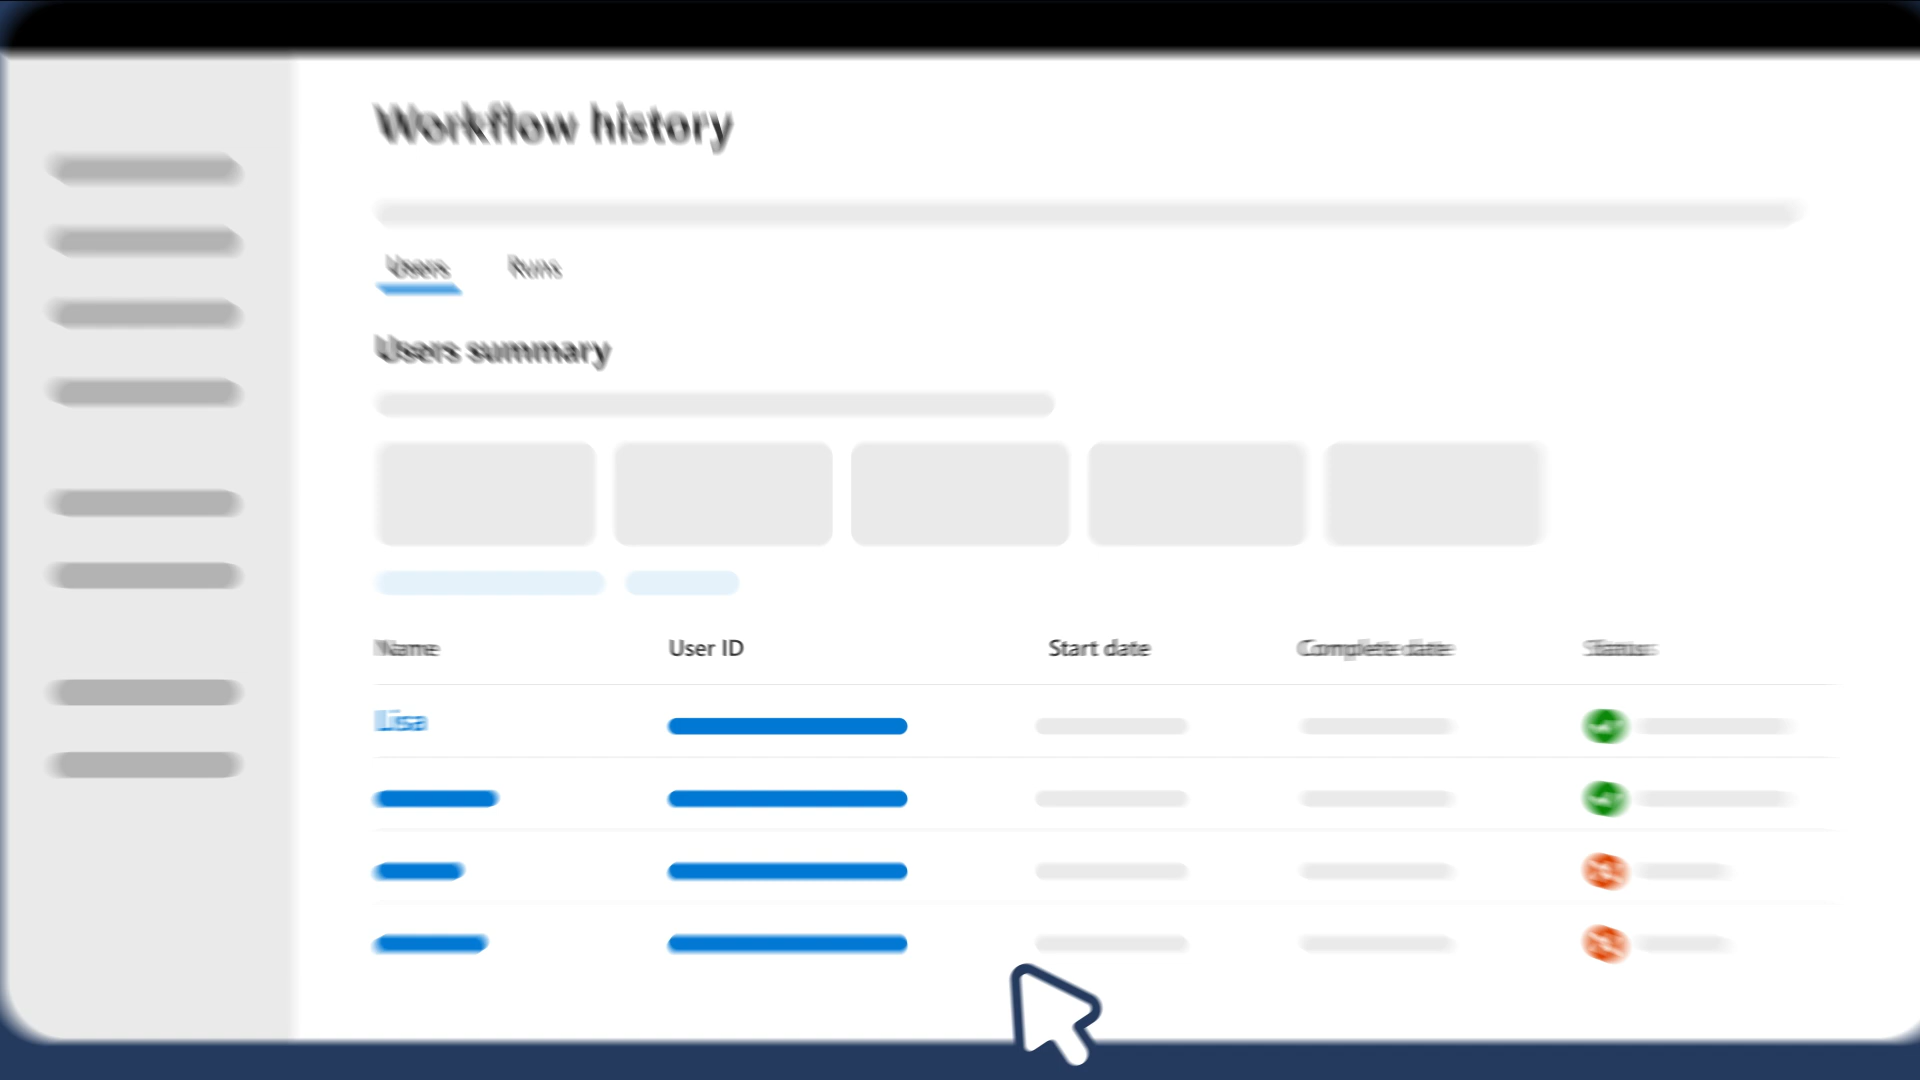 Workflow history
Users Runs
Users summary
Name User ID Start date Complete date Status
Lisa